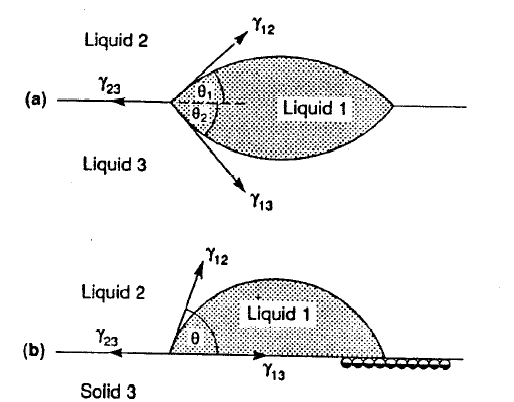 Liquid 2
γ12
γ23
(a)
θ1
θ2
Liquid 1
Liquid 3
γ13
γ12
Liquid 2
Liquid 1
γ23
θ
(b)
γ13
Solid 3